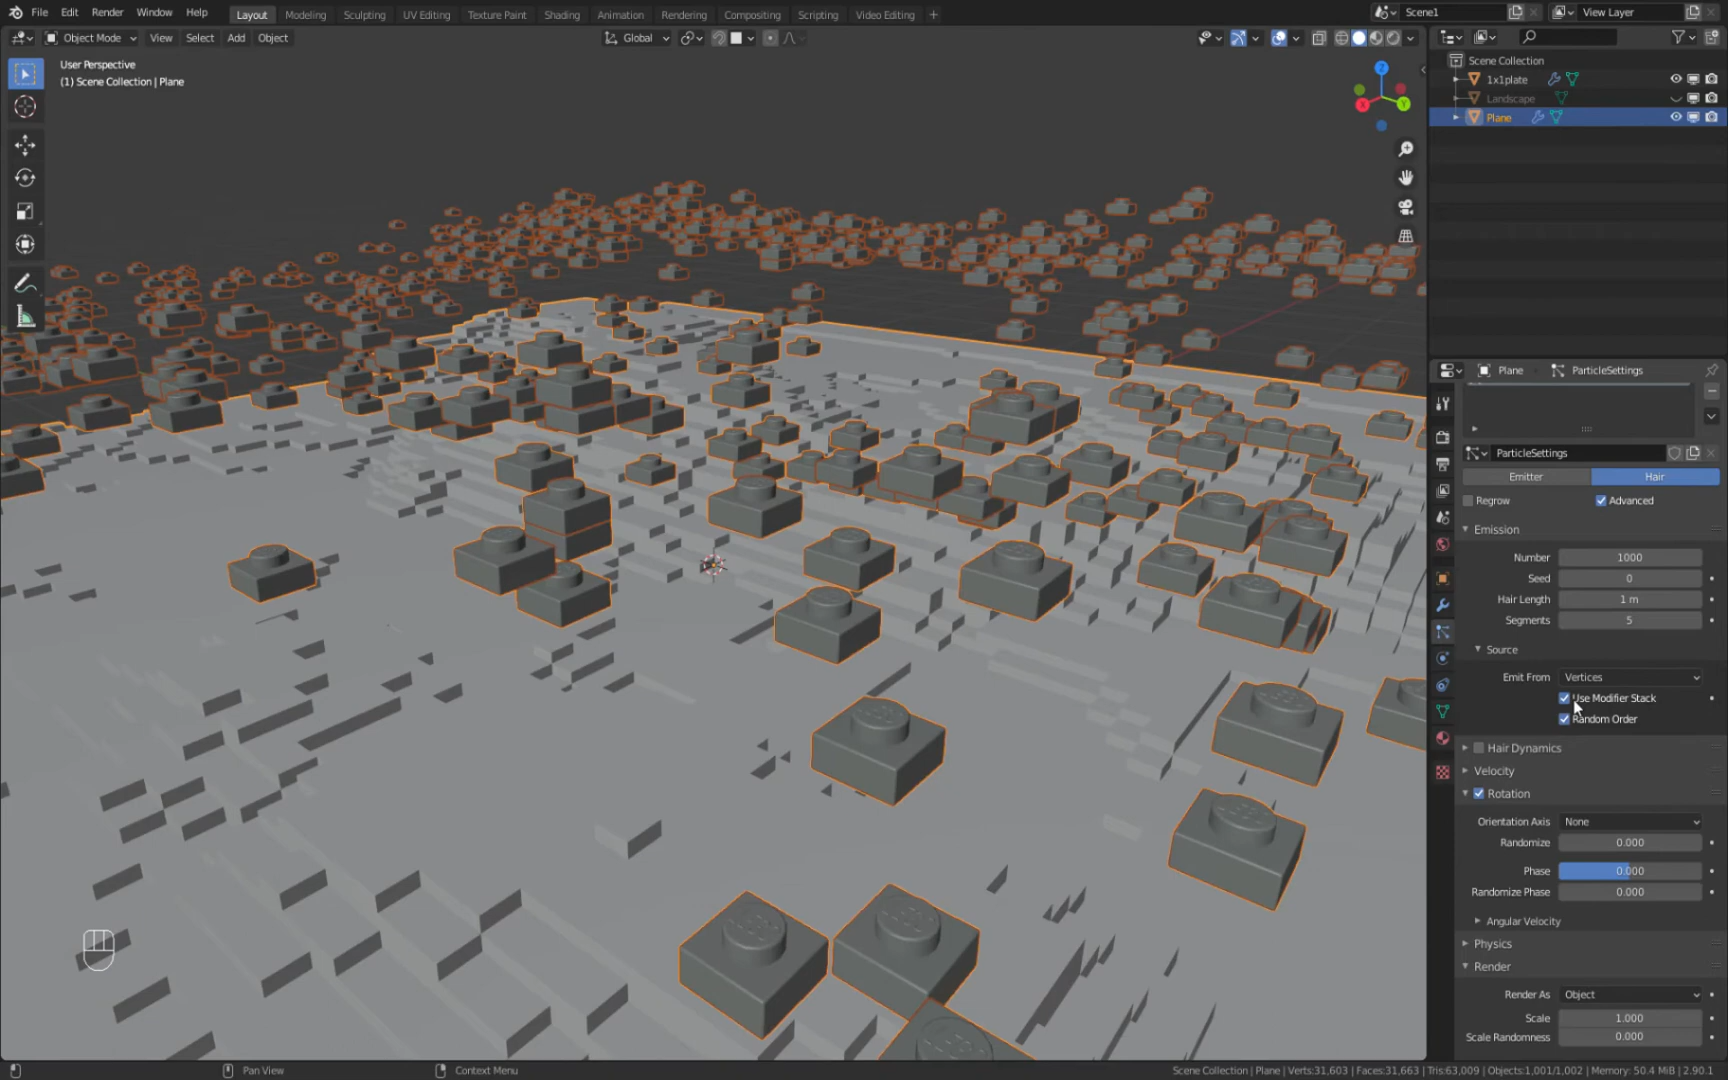 File Edit Render Window Help Layout Modeling Sculpting UV Editing Texture Paint Shading Animation Rendering Compositing Scripting Video Editing + Scene1 View Layer
Object Mode View Select Add Object Global
User Perspective
(1) Scene Collection | Plane
Z
X
Y
Scene Collection
1x1plate
Landscape
Plane
Plane ParticleSettings
ParticleSettings
Emitter Hair
Regrow Advanced
Emission
Number 1000
Seed 0
Hair Length 1 m
Segments 5
Source
Emit From Vertices
Use Modifier Stack
Random Order
Hair Dynamics
Velocity
Rotation
Orientation Axis None
Randomize 0.000
Phase 0.000
Randomize Phase 0.000
Angular Velocity
Physics
Render
Render As Object
Scale 1.000
Scale Randomness 0.000
Pan View Context Menu Scene Collection | Plane | Verts:31,603 | Faces:31,663 | Tris:63,009 | Objects:1,001/1,002 | Memory: 50.4 MiB | 2.90.1